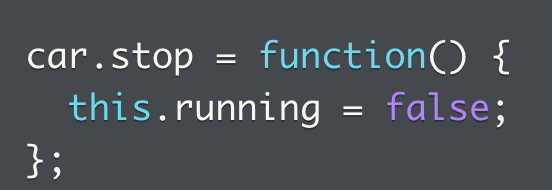 car.stop = function() {
  this.running = false;
};